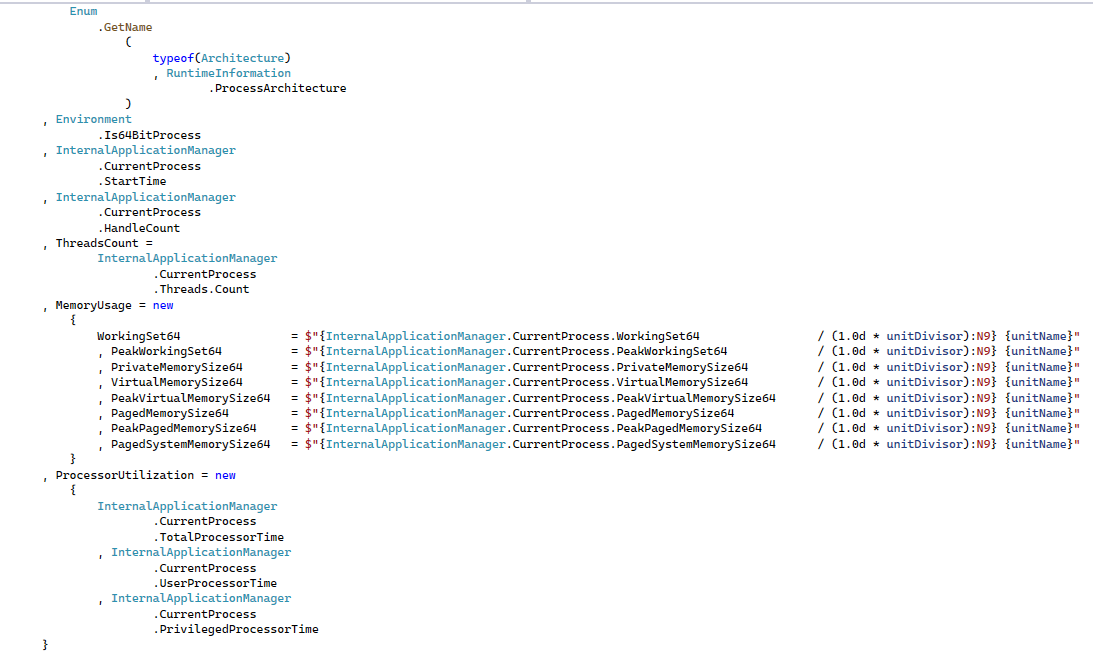 Enum
.GetName
(
typeof(Architecture)
, RuntimeInformation
.ProcessArchitecture
)
, Environment
.Is64BitProcess
, InternalApplicationManager
.CurrentProcess
.StartTime
, InternalApplicationManager
.CurrentProcess
.HandleCount
, ThreadsCount =
InternalApplicationManager
.CurrentProcess
.Threads.Count
, MemoryUsage = new
{
WorkingSet64 = $"{InternalApplicationManager.CurrentProcess.WorkingSet64 / (1.0d * unitDivisor):N9} {unitName}"
, PeakWorkingSet64 = $"{InternalApplicationManager.CurrentProcess.PeakWorkingSet64 / (1.0d * unitDivisor):N9} {unitName}"
, PrivateMemorySize64 = $"{InternalApplicationManager.CurrentProcess.PrivateMemorySize64 / (1.0d * unitDivisor):N9} {unitName}"
, VirtualMemorySize64 = $"{InternalApplicationManager.CurrentProcess.VirtualMemorySize64 / (1.0d * unitDivisor):N9} {unitName}"
, PeakVirtualMemorySize64 = $"{InternalApplicationManager.CurrentProcess.PeakVirtualMemorySize64 / (1.0d * unitDivisor):N9} {unitName}"
, PagedMemorySize64 = $"{InternalApplicationManager.CurrentProcess.PagedMemorySize64 / (1.0d * unitDivisor):N9} {unitName}"
, PeakPagedMemorySize64 = $"{InternalApplicationManager.CurrentProcess.PeakPagedMemorySize64 / (1.0d * unitDivisor):N9} {unitName}"
, PagedSystemMemorySize64 = $"{InternalApplicationManager.CurrentProcess.PagedSystemMemorySize64 / (1.0d * unitDivisor):N9} {unitName}"
}
, ProcessorUtilization = new
{
InternalApplicationManager
.CurrentProcess
.TotalProcessorTime
, InternalApplicationManager
.CurrentProcess
.UserProcessorTime
, InternalApplicationManager
.CurrentProcess
.PrivilegedProcessorTime
}